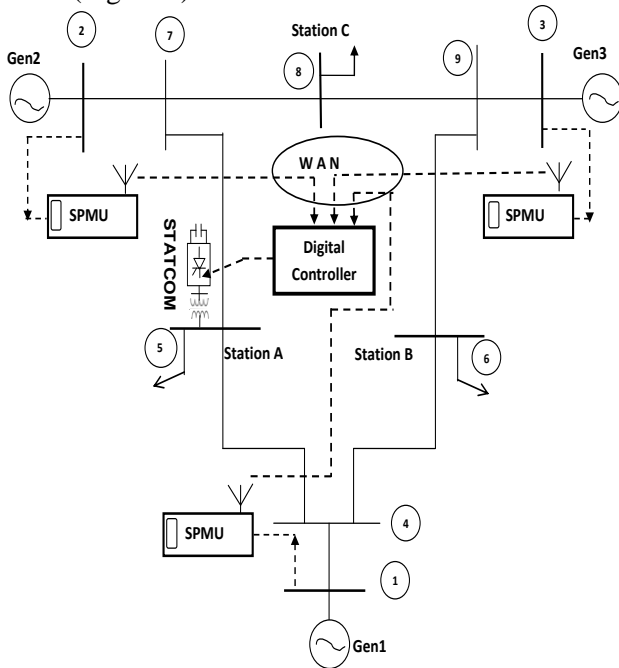 2
7
Station C
3
Gen2
8
9
Gen3
WAN
SPMU
SPMU
STATCOM
Digital
Controller
5
Station A
Station B
6
SPMU
4
1
Gen1